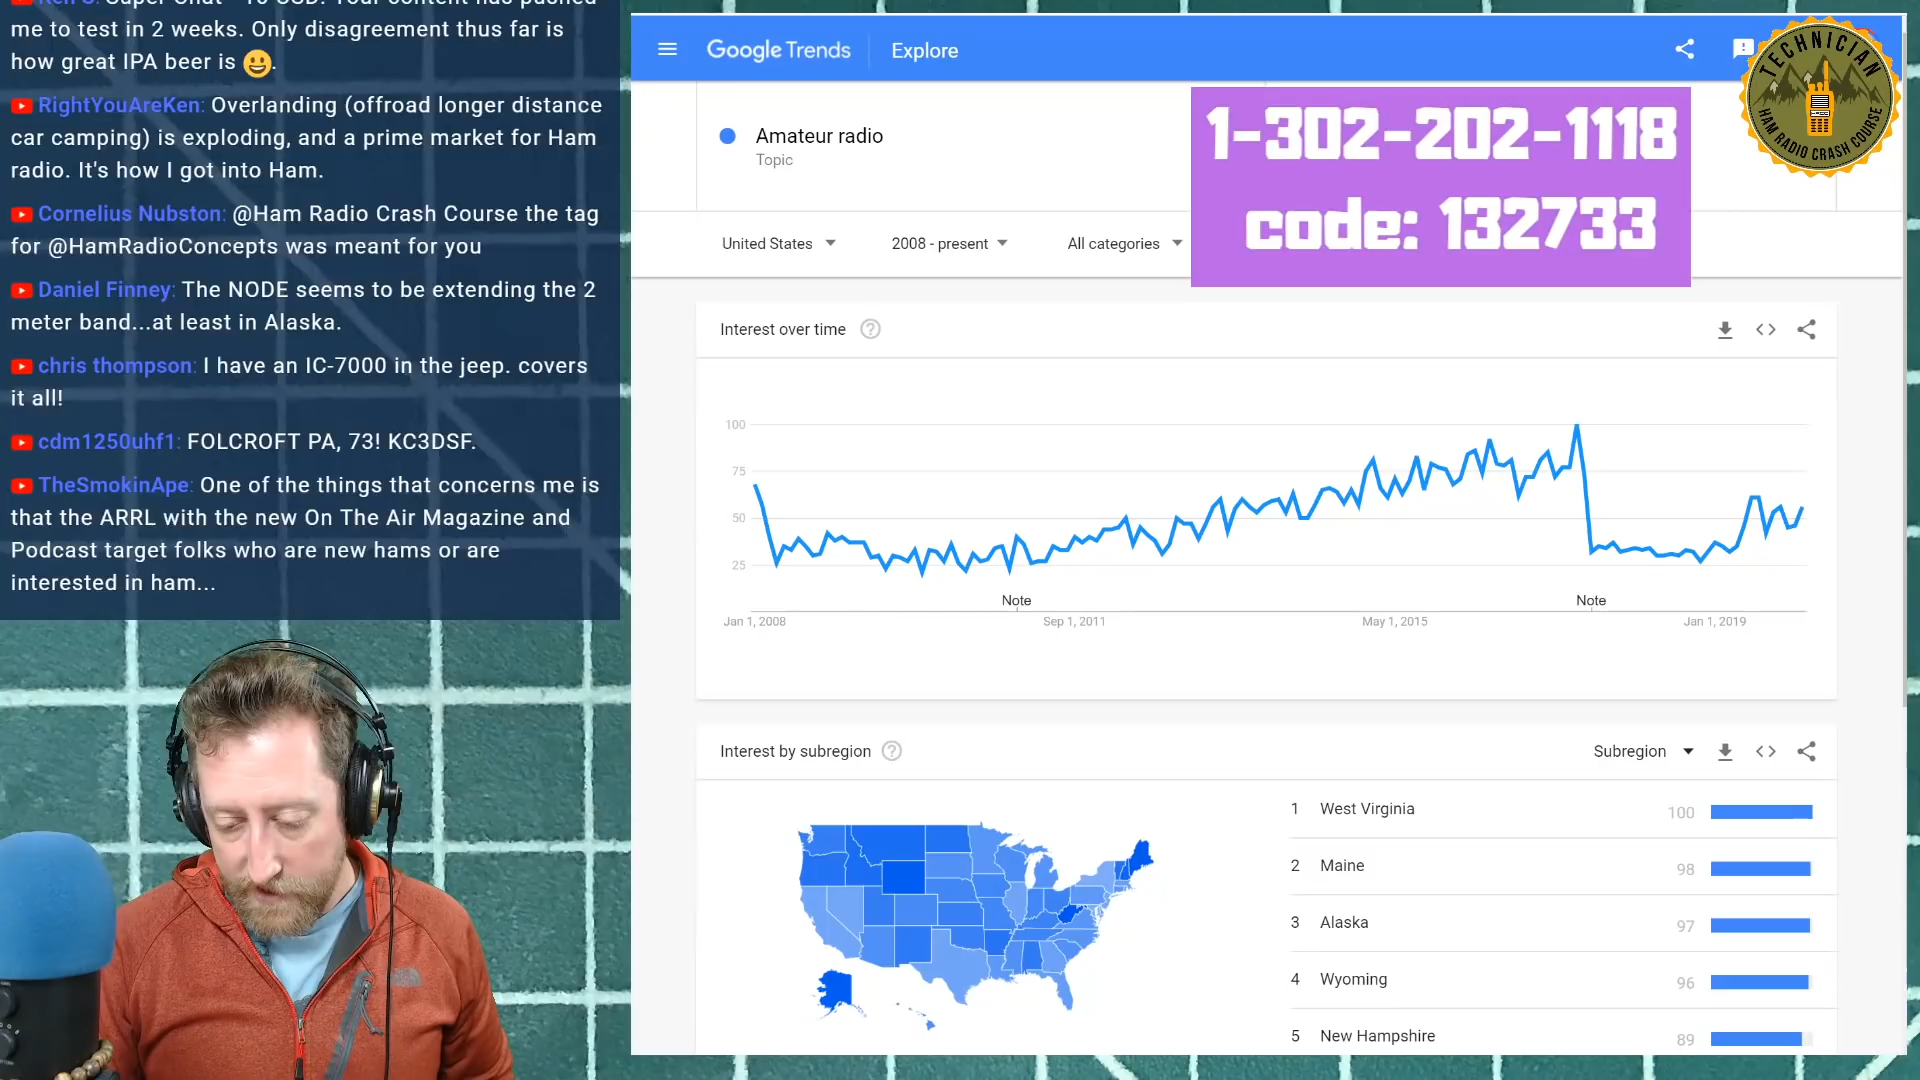 me to test in 2 weeks. Only disagreement thus far is
how great IPA beer is 😃.
RightYouAreKen: Overlanding (offroad longer distance
car camping) is exploding, and a prime market for Ham
radio. It's how I got into Ham.
Cornelius Nubston: @Ham Radio Crash Course the tag
for @HamRadioConcepts was meant for you
Daniel Finney: The NODE seems to be extending the 2
meter band...at least in Alaska.
chris thompson: I have an IC-7000 in the jeep. covers
it all!
cdm1250uhf1: FOLCROFT PA, 73! KC3DSF.
TheSmokinApe: One of the things that concerns me is
that the ARRL with the new On The Air Magazine and
Podcast target folks who are new hams or are
interested in ham...
Google Trends Explore
TECHNICIAN
HAM RADIO CRASH COURSE
Amateur radio
Topic
1-302-202-1118
code: 132733
United States
2008 - present
All categories
Interest over time
100
75
50
25
Note
Note
Jan 1, 2008
Sep 1, 2011
May 1, 2015
Jan 1, 2019
Interest by subregion
Subregion
1 West Virginia 100
2 Maine 98
3 Alaska 97
4 Wyoming 96
5 New Hampshire 89